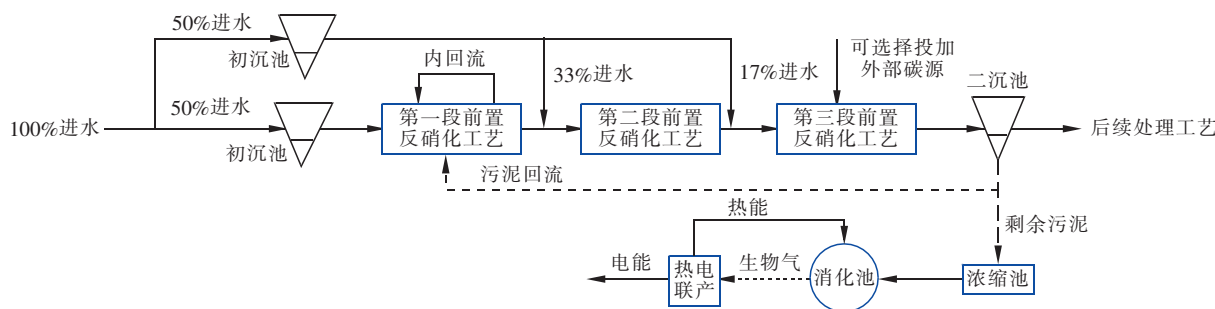 50%进水
初沉池
内回流
33%进水
17%进水
可选择投加
外部碳源
二沉池
100%进水
50%进水
初沉池
第一段前置
反硝化工艺
第二段前置
反硝化工艺
第三段前置
反硝化工艺
后续处理工艺
污泥回流
热能
剩余污泥
电能
热电
联产
生物气
消化池
浓缩池